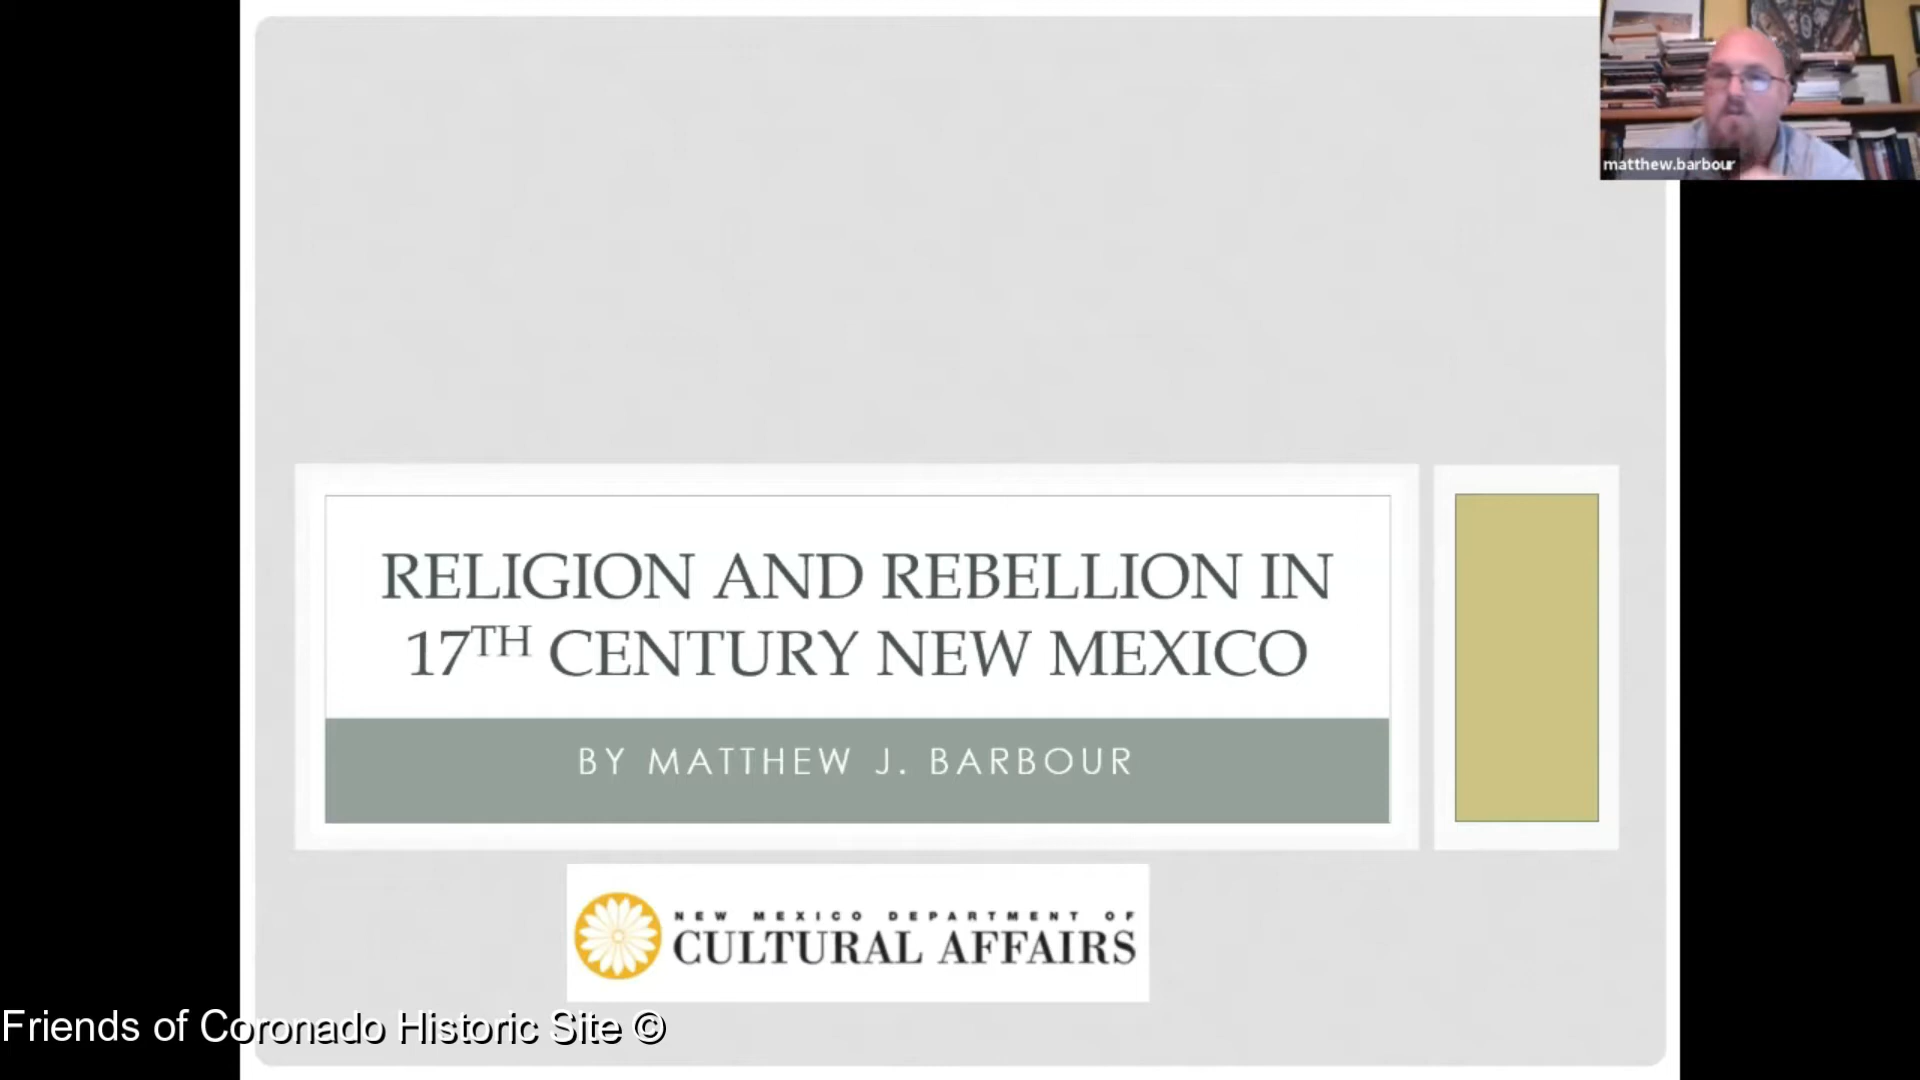 matthew.barbour
RELIGION AND REBELLION IN
17TH CENTURY NEW MEXICO
BY MATTHEW J. BARBOUR
NEW MEXICO DEPARTMENT OF
CULTURAL AFFAIRS
Friends of Coronado Historic Site ©